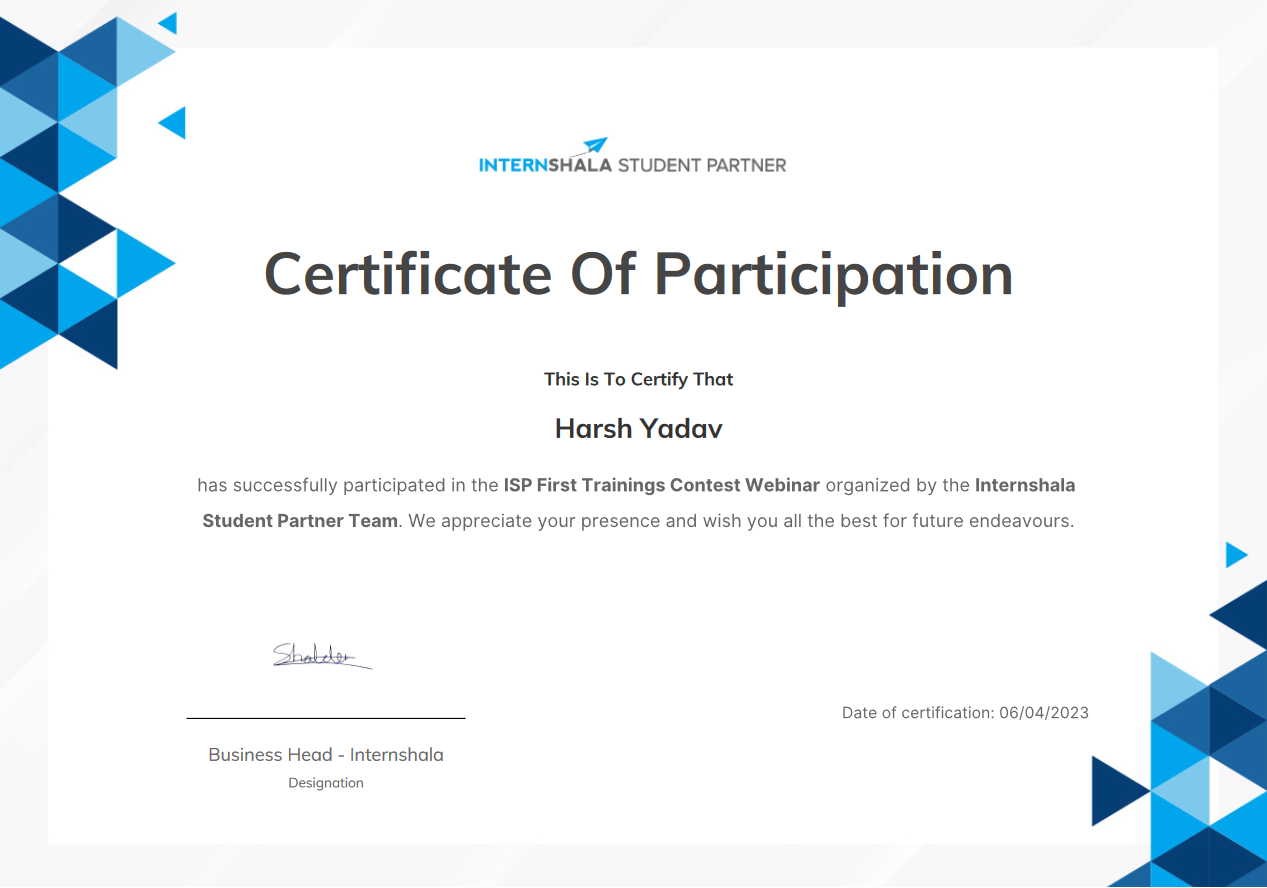 INTERNSHALA STUDENT PARTNER
Certificate Of Participation
This Is To Certify That
Harsh Yadav
has successfully participated in the ISP First Trainings Contest Webinar organized by the Internshala
Student Partner Team. We appreciate your presence and wish you all the best for future endeavours.
Date of certification: 06/04/2023
Business Head - Internshala
Designation